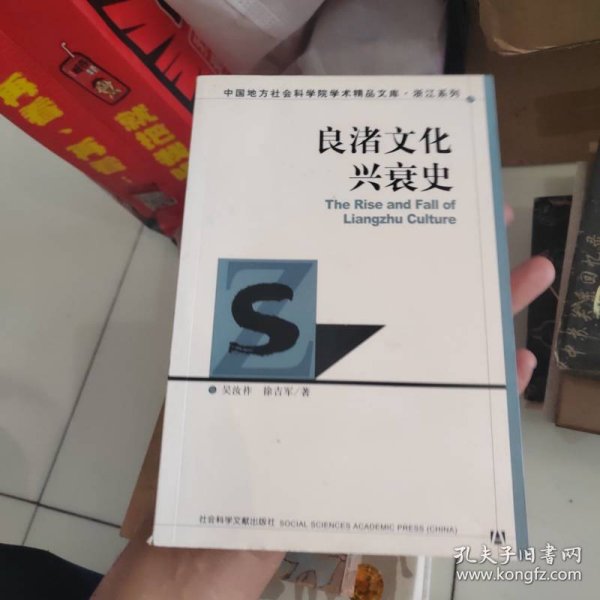 中国地方社会科学院学术精品文库·浙江系列
良渚文化
兴衰史
The Rise and Fall of
Liangzhu Culture
Z
S
吴汝祚 徐吉军/著
社会科学文献出版社 SOCIAL SCIENCES ACADEMIC PRESS (CHINA)
孔夫子旧书网
www.kongfz.com